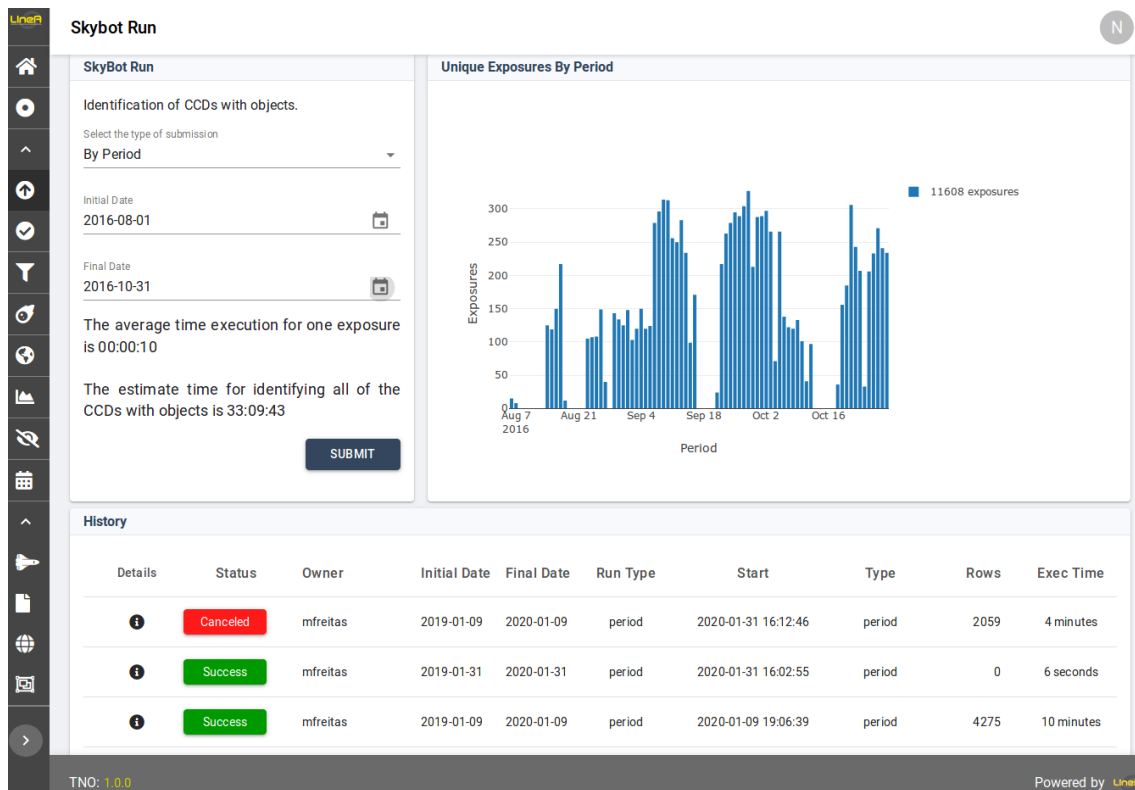 LIneA
Skybot Run
N
SkyBot Run
Identification of CCDs with objects.
Select the type of submission
By Period
Initial Date
2016-08-01
Final Date
2016-10-31
The average time execution for one exposure
is 00:00:10
The estimate time for identifying all of the
CCDs with objects is 33:09:43
SUBMIT
Unique Exposures By Period
11608 exposures
300
250
200
150
100
50
0
Exposures
Aug 7 Aug 21 Sep 4 Sep 18 Oct 2 Oct 16
2016
Period
History
Details Status Owner Initial Date Final Date Run Type Start Type Rows Exec Time
Canceled mfreitas 2019-01-09 2020-01-09 period 2020-01-31 16:12:46 period 2059 4 minutes
Success mfreitas 2019-01-31 2020-01-31 period 2020-01-31 16:02:55 period 0 6 seconds
Success mfreitas 2019-01-09 2020-01-09 period 2020-01-09 19:06:39 period 4275 10 minutes
TNO: 1.0.0
Powered by LIneA